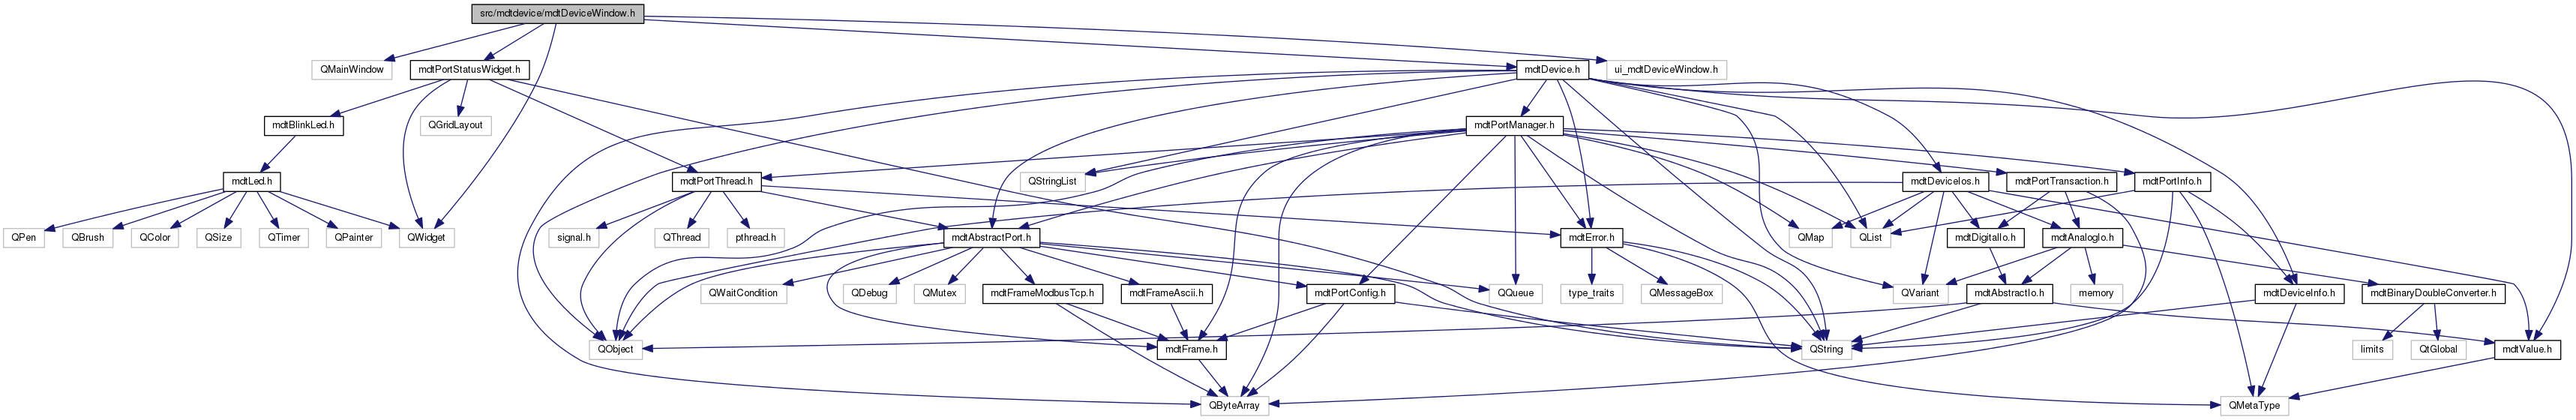 src/mdtdevice/mdtDeviceWindow.h
QMainWindow
mdtPortStatusWidget.h
mdtDevice.h
ui_mdtDeviceWindow.h
mdtBlinkLed.h
QGridLayout
mdtPortManager.h
mdtLed.h
mdtPortThread.h
QStringList
mdtDeviceIos.h
mdtPortTransaction.h
mdtPortInfo.h
QPen
QBrush
QColor
QSize
QTimer
QPainter
QWidget
signal.h
QThread
pthread.h
mdtAbstractPort.h
mdtError.h
QMap
QList
mdtDigitalIo.h
mdtAnalogIo.h
QWaitCondition
QDebug
QMutex
mdtFrameModbusTcp.h
mdtFrameAscii.h
mdtPortConfig.h
QQueue
type_traits
QMessageBox
QVariant
mdtAbstractIo.h
memory
mdtBinaryDoubleConverter.h
mdtDeviceInfo.h
QObject
mdtFrame.h
QString
limits
QtGlobal
mdtValue.h
QByteArray
QMetaType